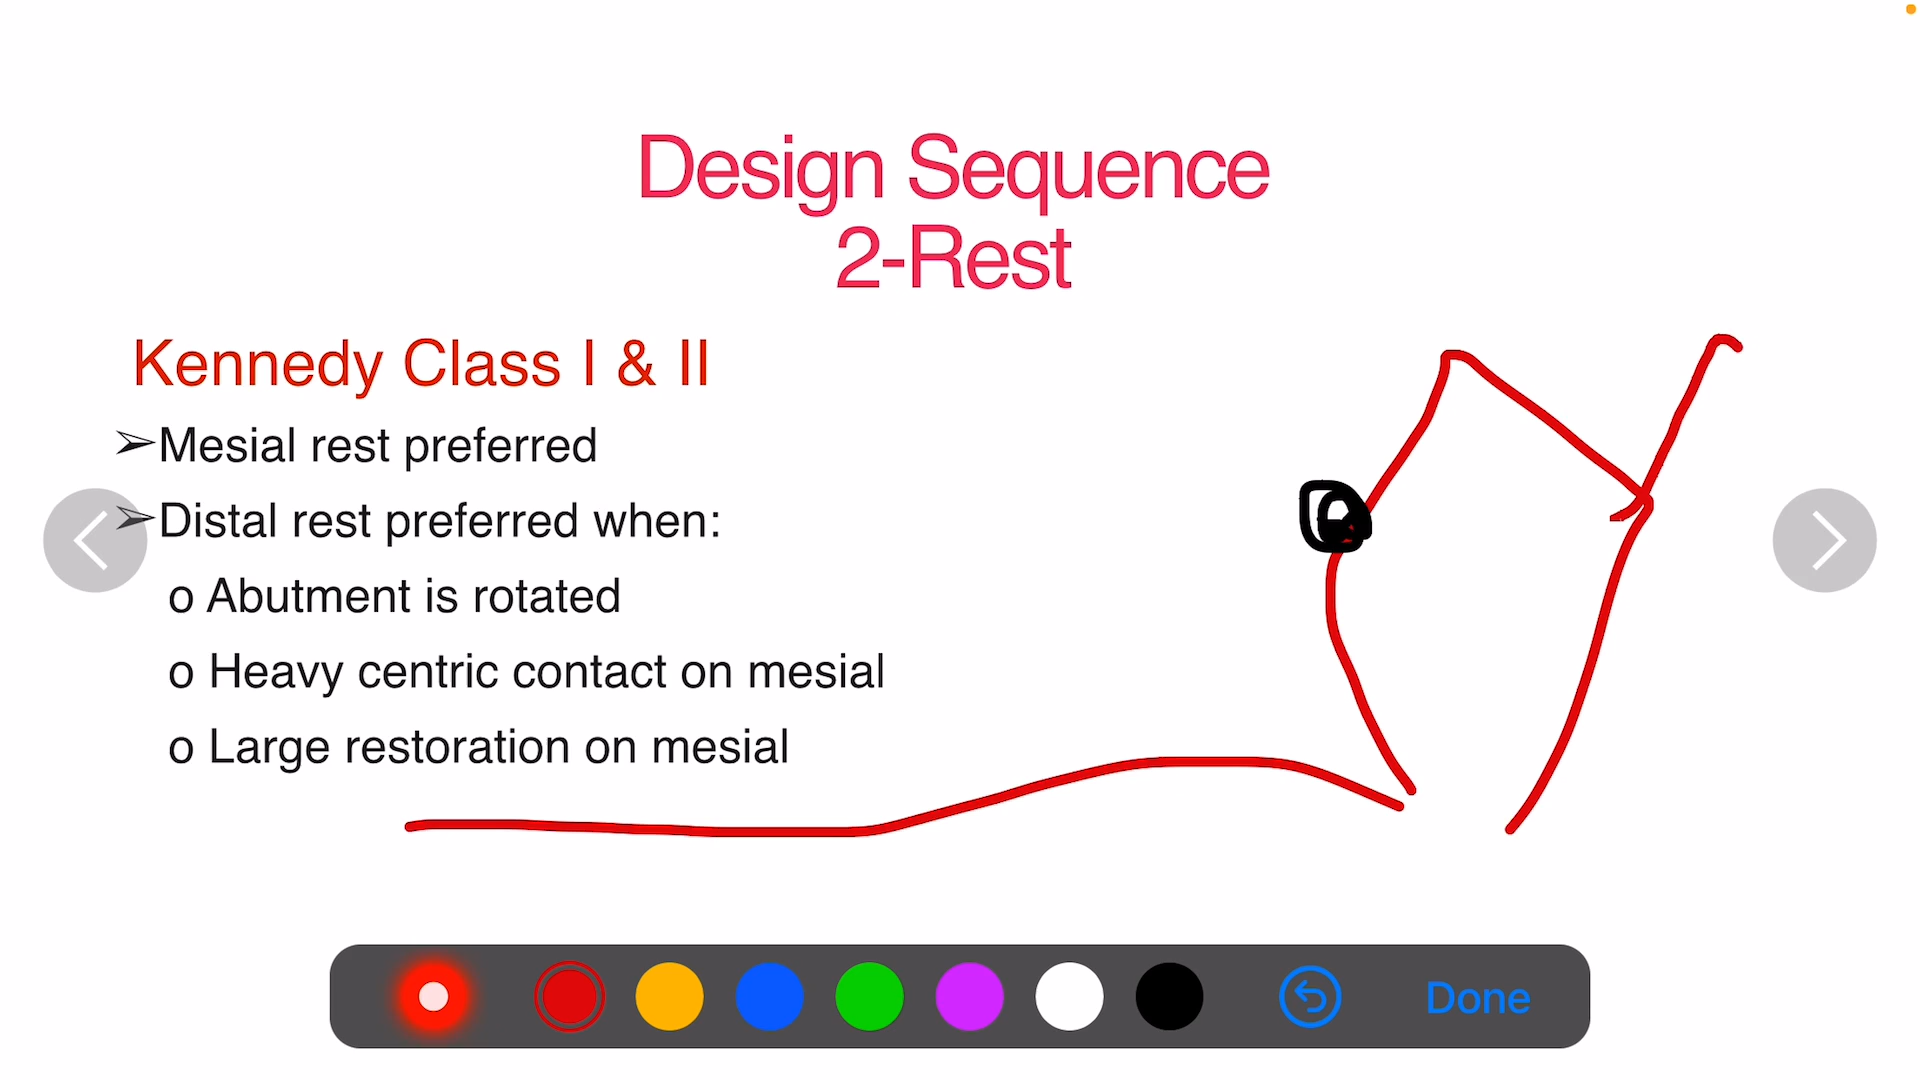 Design Sequence
2-Rest
Kennedy Class I & II
➢Mesial rest preferred
➢Distal rest preferred when:
o Abutment is rotated
o Heavy centric contact on mesial
o Large restoration on mesial
Done